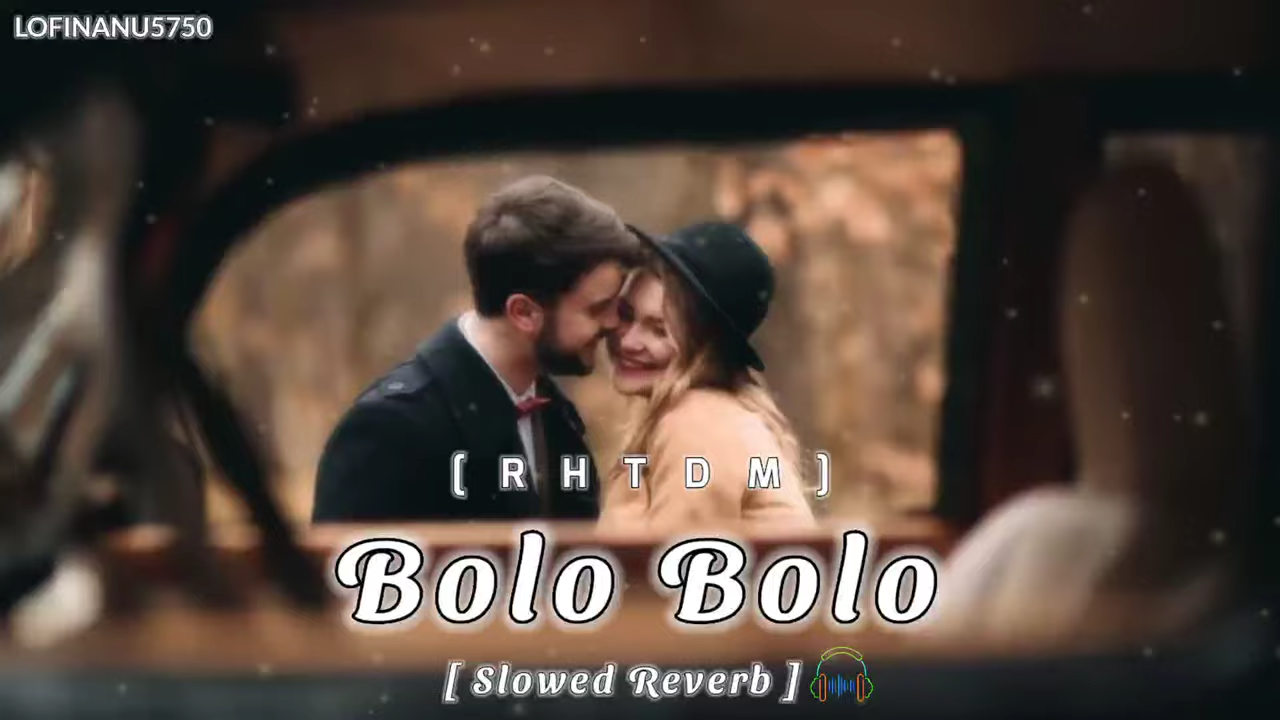 LOFINANU5750
( R H T D M )
Bolo Bolo
[ Slowed Reverb ]